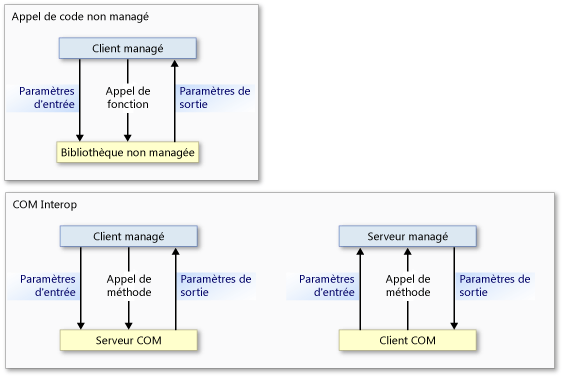 Appel de code non managé
Client managé
Paramètres
d'entrée
Appel de
fonction
Paramètres de
sortie
Bibliothèque non managée
COM Interop
Client managé
Paramètres
d'entrée
Appel de
méthode
Paramètres de
sortie
Serveur COM
Serveur managé
Paramètres
d'entrée
Appel de
méthode
Paramètres de
sortie
Client COM